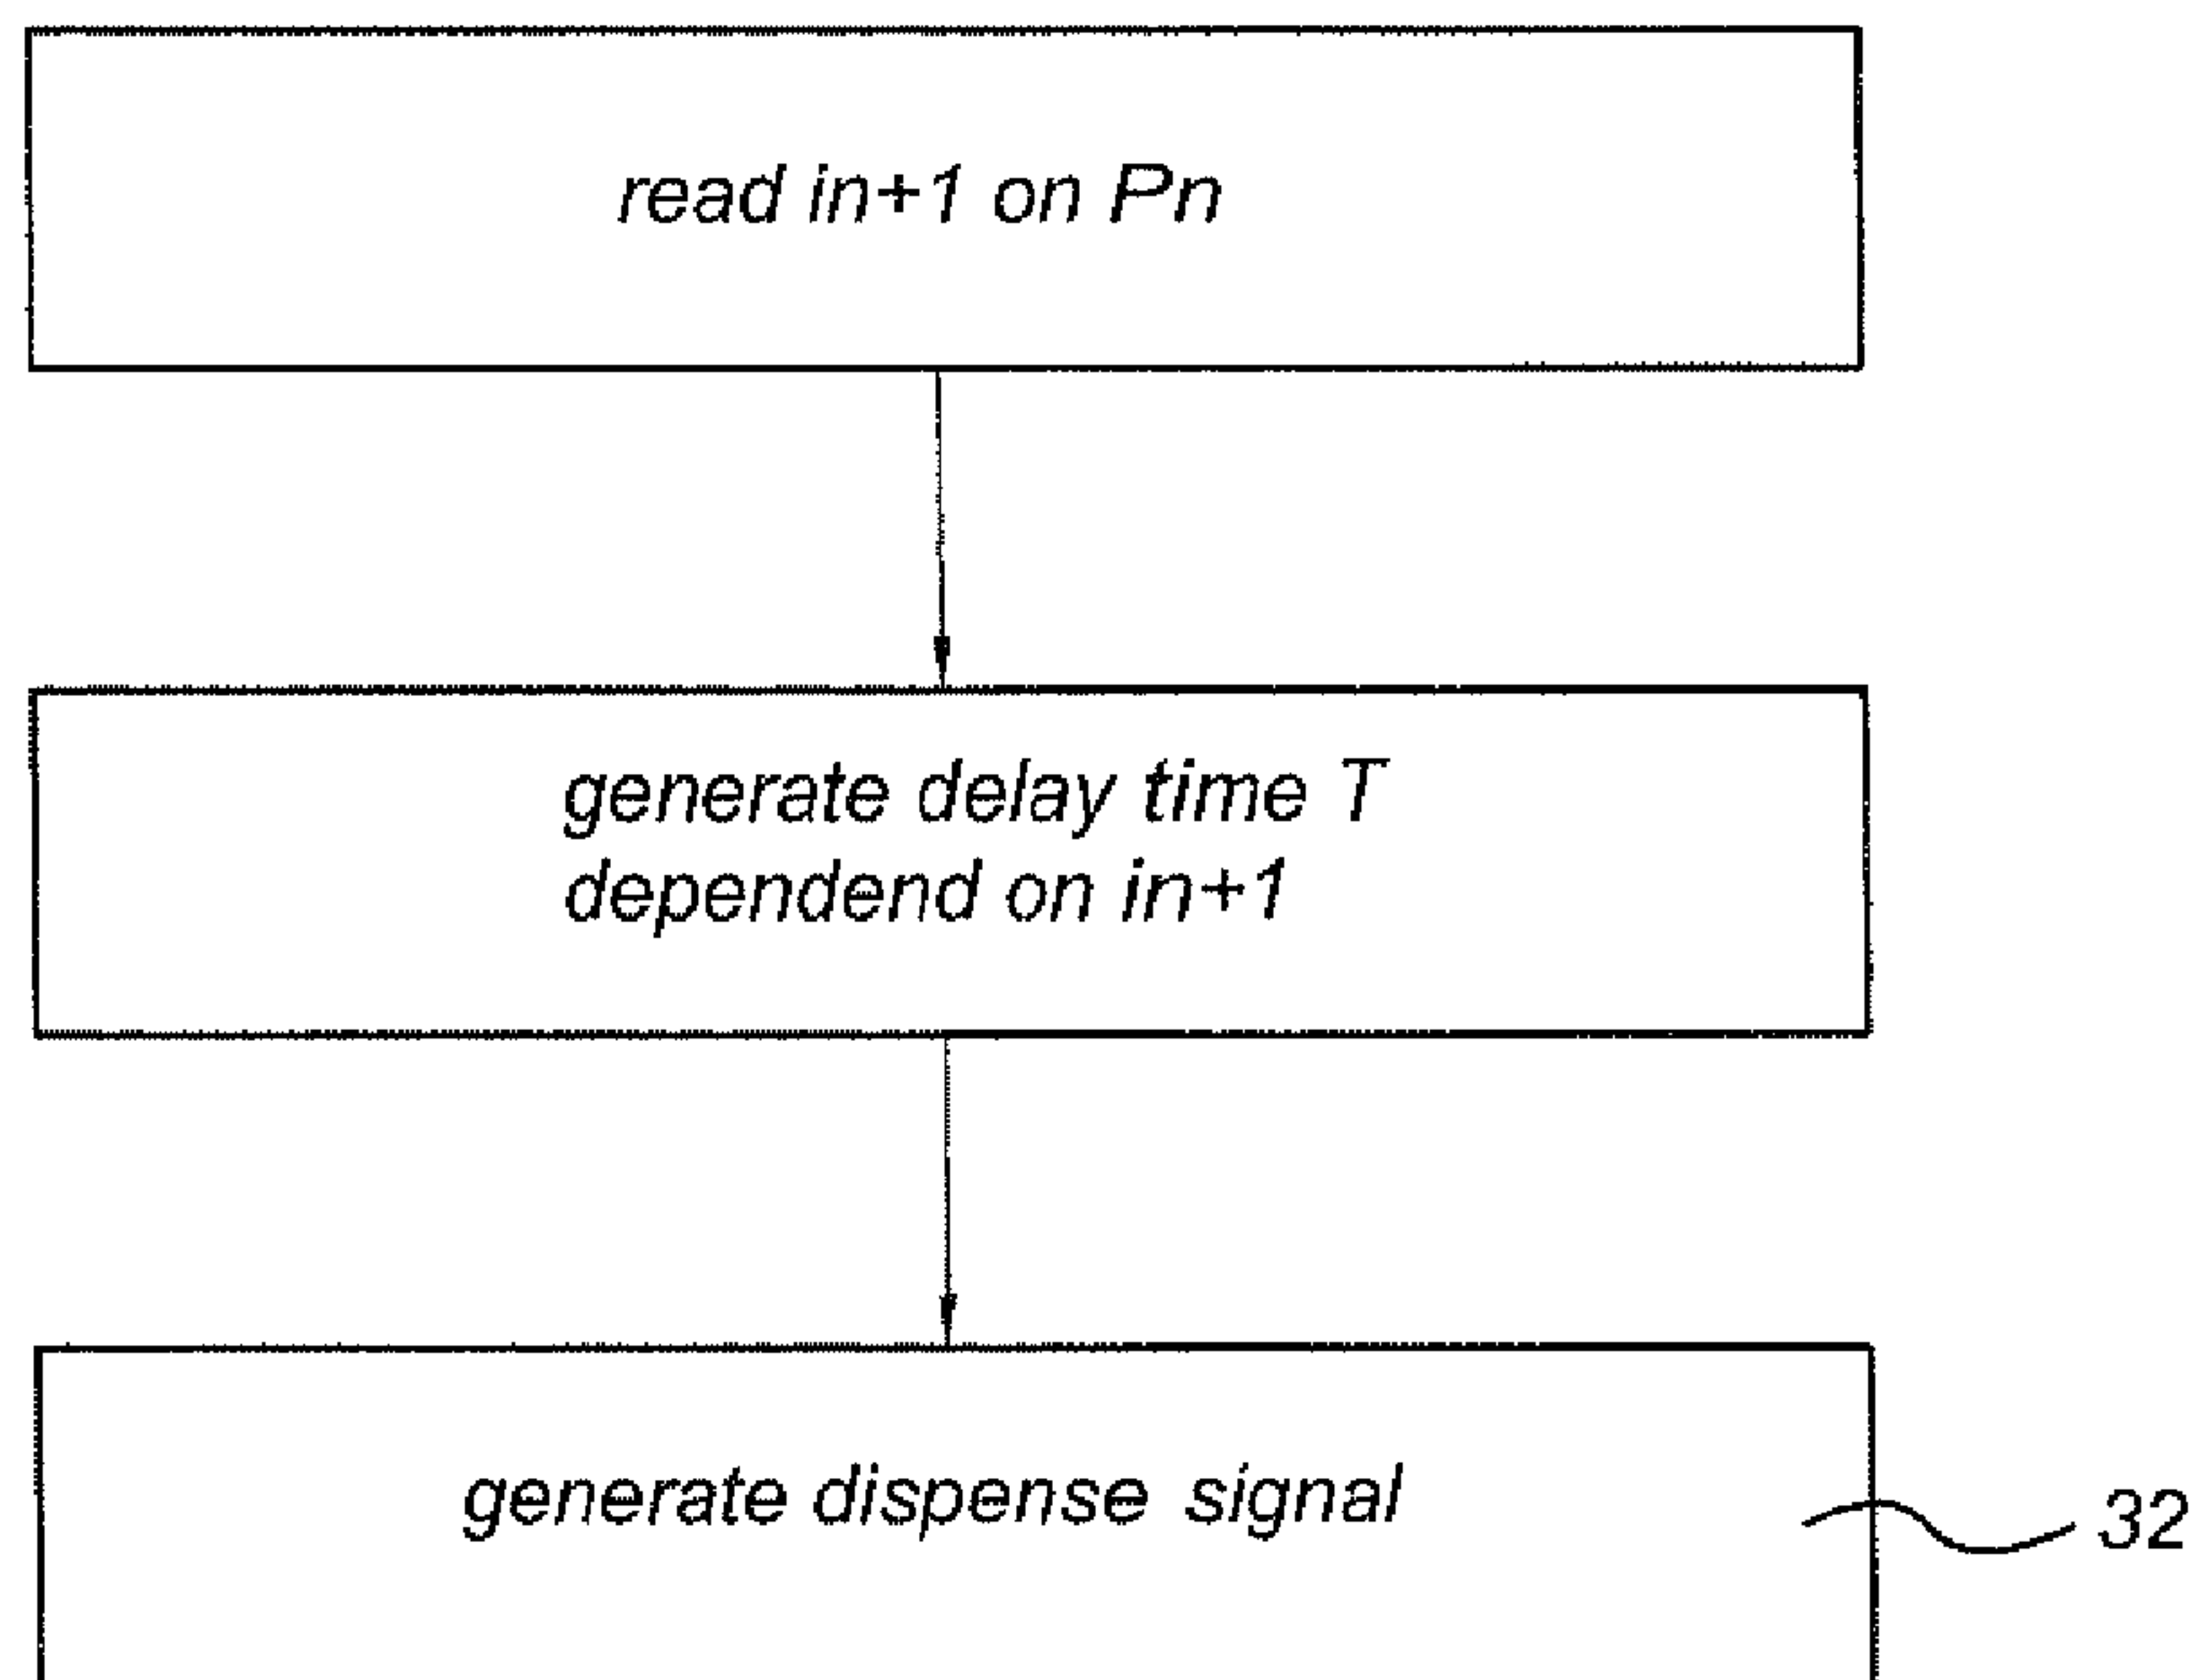 read in+1 on Pn
generate delay time T
dependend on in+1
generate dispense signal
32